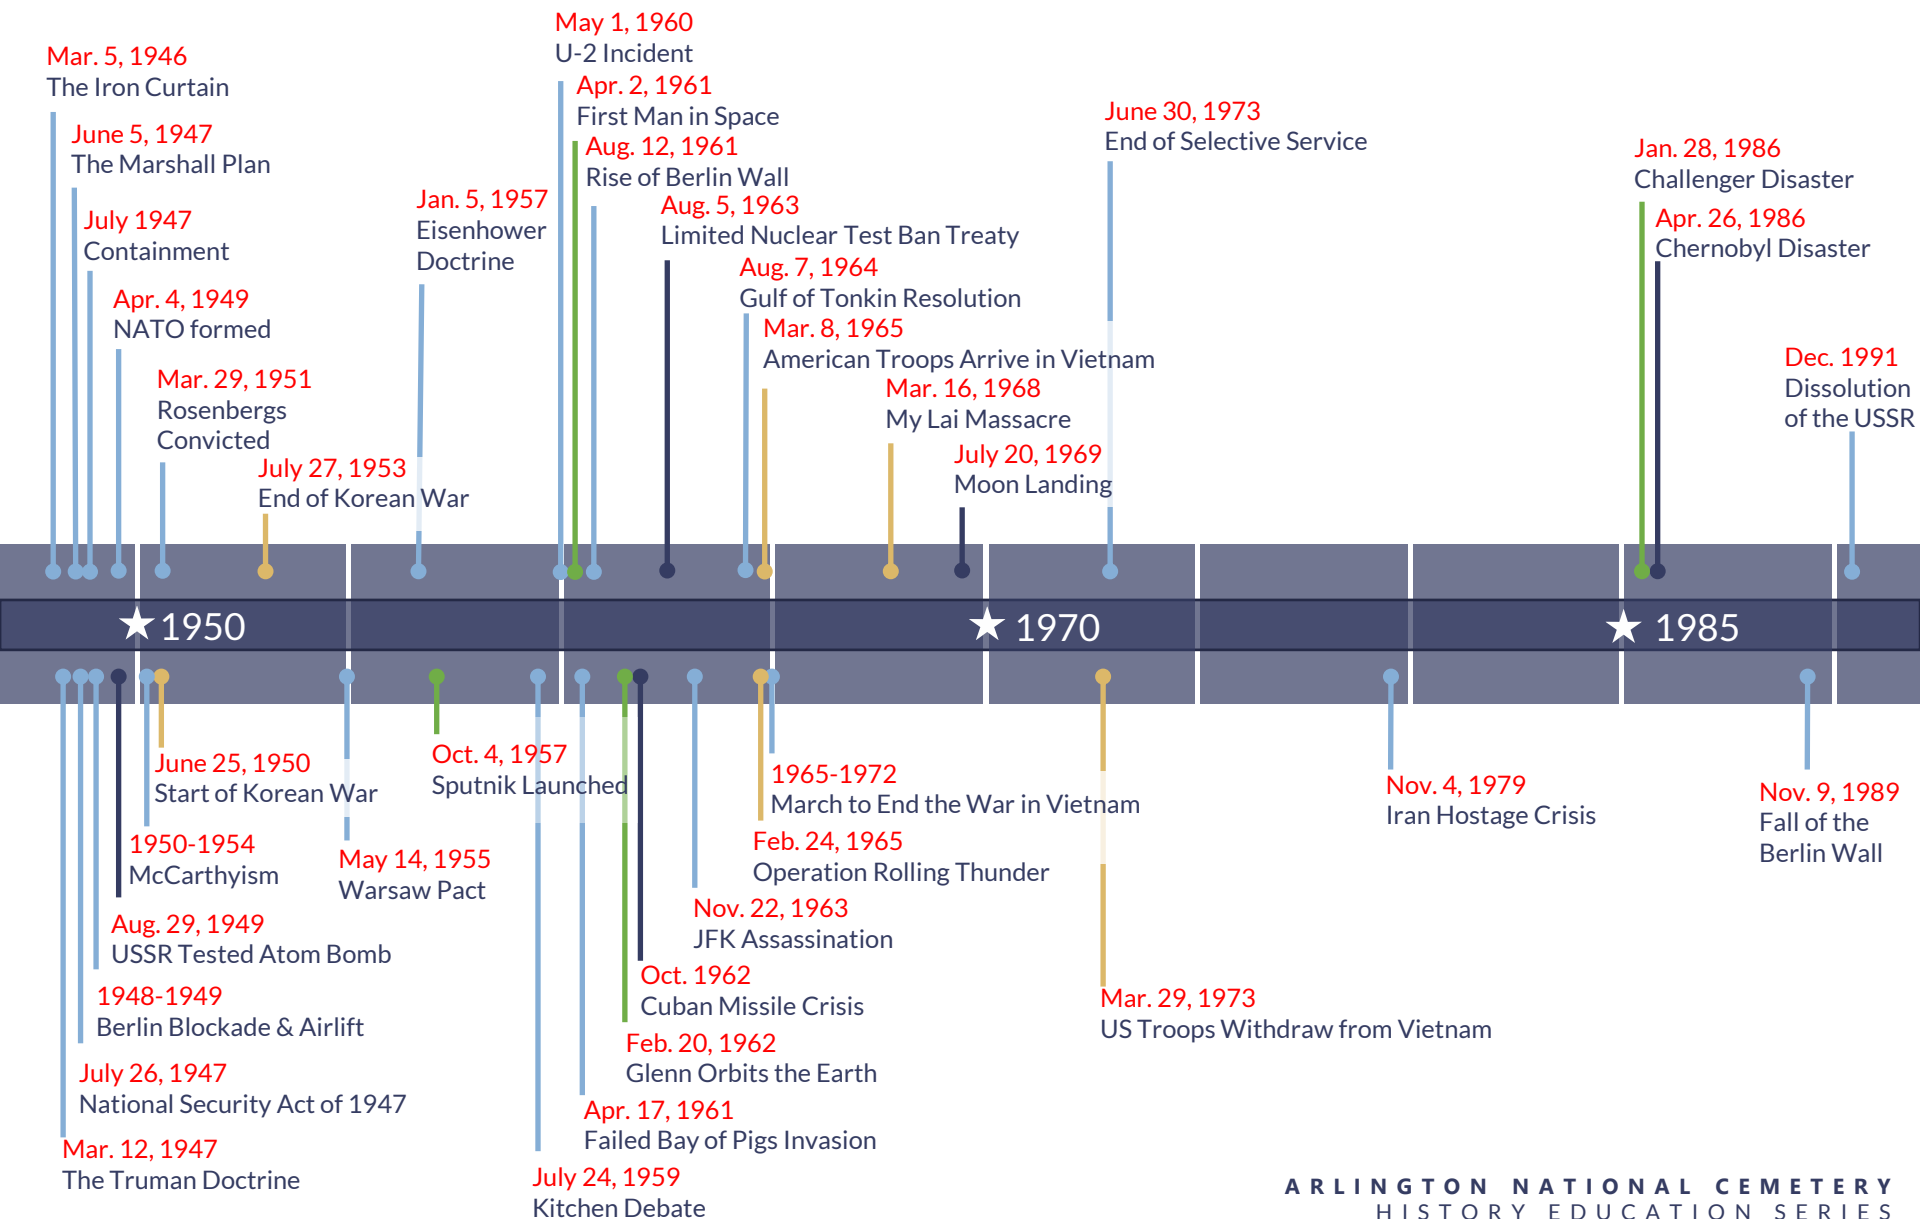 May 1, 1960
U-2 Incident
Mar. 5, 1946
The Iron Curtain
Apr. 2, 1961
First Man in Space
June 30, 1973
End of Selective Service
June 5, 1947
The Marshall Plan
Aug. 12, 1961
Rise of Berlin Wall
Jan. 28, 1986
Challenger Disaster
Jan. 5, 1957
Eisenhower
Doctrine
Aug. 5, 1963
Limited Nuclear Test Ban Treaty
July 1947
Containment
Apr. 26, 1986
Chernobyl Disaster
Aug. 7, 1964
Gulf of Tonkin Resolution
Apr. 4, 1949
NATO formed
Mar. 8, 1965
American Troops Arrive in Vietnam
Dec. 1991
Dissolution
of the USSR
Mar. 29, 1951
Rosenbergs
Convicted
Mar. 16, 1968
My Lai Massacre
July 27, 1953
End of Korean War
July 20, 1969
Moon Landing
1950
1970
1985
June 25, 1950
Start of Korean War
Oct. 4, 1957
Sputnik Launched
1965-1972
March to End the War in Vietnam
Nov. 4, 1979
Iran Hostage Crisis
Nov. 9, 1989
Fall of the
Berlin Wall
1950-1954
McCarthyism
May 14, 1955
Warsaw Pact
Feb. 24, 1965
Operation Rolling Thunder
Aug. 29, 1949
USSR Tested Atom Bomb
Nov. 22, 1963
JFK Assassination
1948-1949
Berlin Blockade & Airlift
Oct. 1962
Cuban Missile Crisis
Mar. 29, 1973
US Troops Withdraw from Vietnam
July 26, 1947
National Security Act of 1947
Feb. 20, 1962
Glenn Orbits the Earth
Mar. 12, 1947
The Truman Doctrine
Apr. 17, 1961
Failed Bay of Pigs Invasion
July 24, 1959
Kitchen Debate
ARLINGTON NATIONAL CEMETERY
HISTORY EDUCATION SERIES